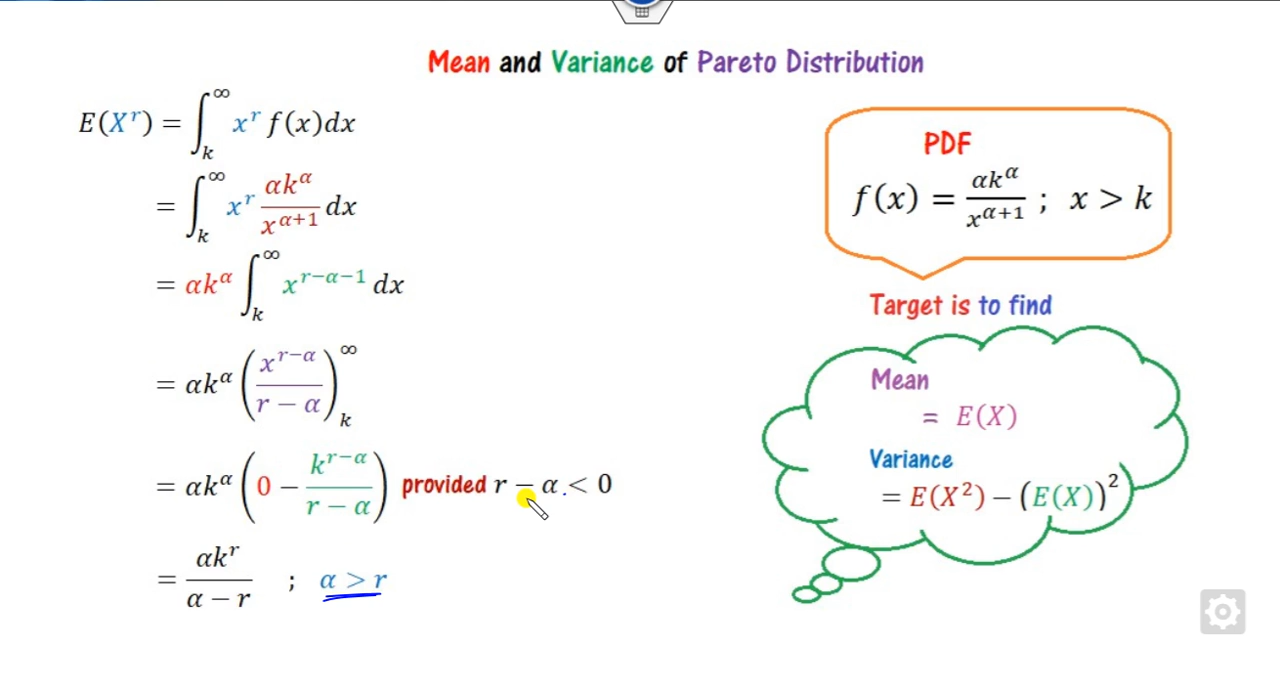 Mean and Variance of Pareto Distribution
E(X^r) = ∫_k^∞ x^r f(x)dx
= ∫_k^∞ x^r αk^α / x^(α+1) dx
= αk^α ∫_k^∞ x^(r−α−1) dx
= αk^α (x^(r−α) / (r − α))_k^∞
= αk^α (0 − k^(r−α) / (r − α)) provided r − α < 0
= αk^r / (α − r) ; α > r
PDF
f(x) = αk^α / x^(α+1) ; x > k
Target is to find
Mean
= E(X)
Variance
= E(X²) − (E(X))²